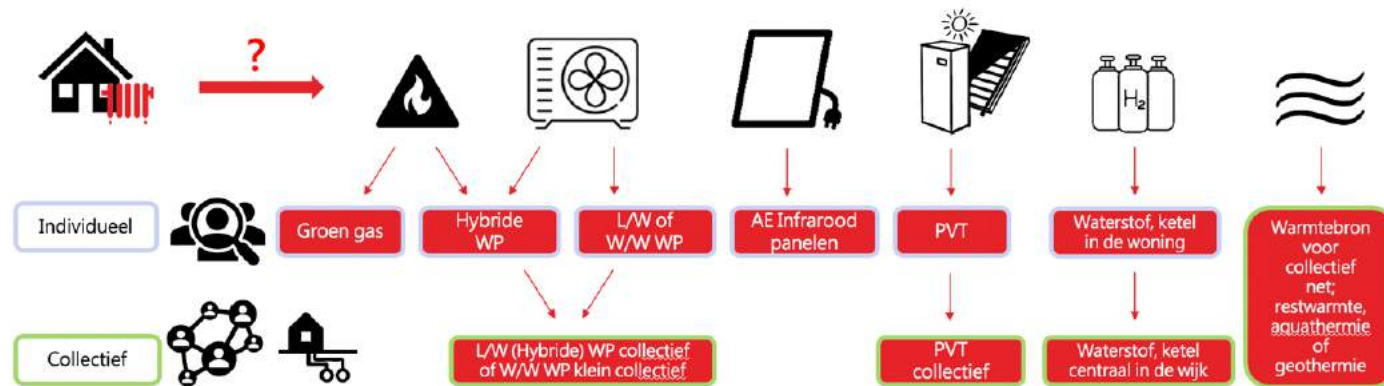 ?
H₂
Individueel
Groen gas
Hybride
WP
L/W of
W/W WP
AE Infrarood
panelen
PVT
Waterstof, ketel
in de woning
Warmtebron
voor
collectief
net;
restwarmte,
aquathermie
of
geothermie
Collectief
L/W (Hybride) WP collectief
of W/W WP klein collectief
PVT
collectief
Waterstof, ketel
centraal in de wijk